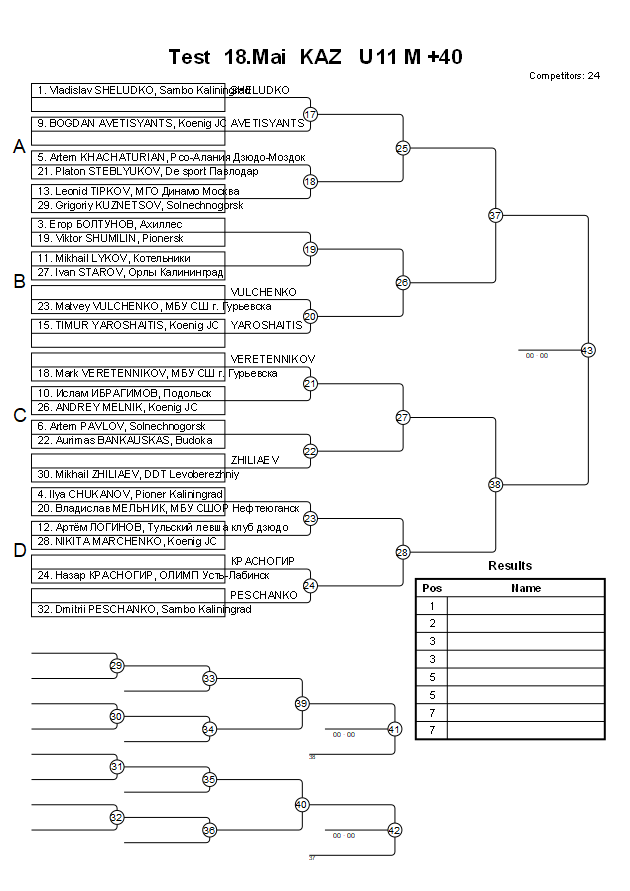 Test 18.Mai KAZ U11 M +40
Competitors: 24
1. Vladislav SHELUDKO, Sambo Kaliningrad
SHELUDKO
9. BOGDAN AVETISYANTS, Koenig JC
AVETISYANTS
17
A
25
5. Artem KHACHATURIAN, Р со-Алания Дзюдо-Моздок
21. Platon STEBLYUKOV, De sport Павлодар
18
13. Leonid TIPKOV, МГО Динамо Москва
29. Grigoriy KUZNETSOV, Solnechnogorsk
37
3. Егор БОЛТУНОВ, Ахиллес
19. Viktor SHUMILIN, Pionersk
19
11. Mikhail LYKOV, Котельники
27. Ivan STAROV, Орлы Калининград
B
26
VULCHENKO
23. Matvey VULCHENKO, МБУ СШ г. Гурьевска
20
15. TIMUR YAROSHAITIS, Koenig JC
YAROSHAITIS
43
00 00
VERETENNIKOV
18. Mark VERETENNIKOV, МБУ СШ г. Гурьевска
21
10. Ислам ИБРАГИМОВ, Подольск
26. ANDREY MELNIK, Koenig JC
C
27
6. Artem PAVLOV, Solnechnogorsk
22. Aurimas BANKAUSKAS, Budoka
22
ZHILIAEV
30. Mikhail ZHILIAEV, DDT Levoberezhniy
38
4. Ilya CHUKANOV, Pioner Kaliningrad
20. Владислав МЕЛЬНИК, МБУ СШОР Нефтеюганск
23
12. Артём ЛОГИНОВ, Тульский левша клуб дзюдо
28. NIKITA MARCHENKO, Koenig JC
D
28
КРАСНОГИР
24. Назар КРАСНОГИР, ОЛИМП Усть-Лабинск
24
PESCHANKO
32. Dmitrii PESCHANKO, Sambo Kaliningrad
Results
Pos Name
1
2
3
3
5
5
7
7
29
33
39
30
34
41
00 00
38
31
35
40
32
36
42
00 00
37